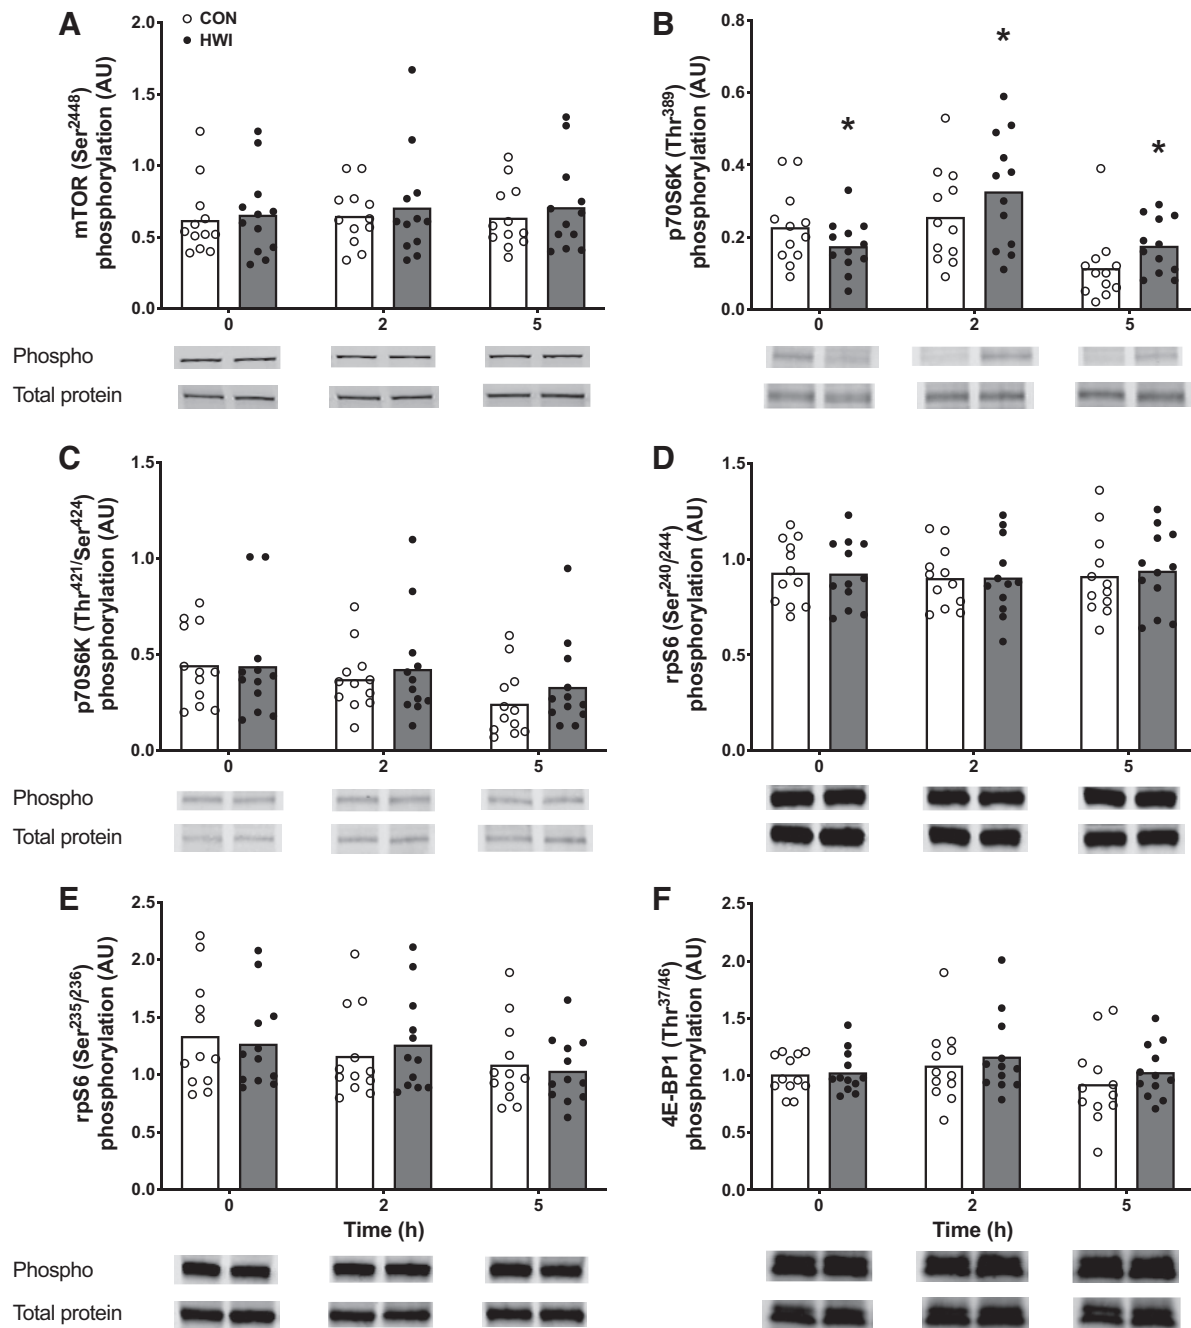 A
○ CON
● HWI
mTOR (Ser2448)
phosphorylation (AU)
2.0
1.5
1.0
0.5
0.0
0 2 5
B
p70S6K (Thr389)
phosphorylation (AU)
0.8
0.6
0.4
0.2
0.0
* * *
0 2 5
Phospho
Total protein
C
p70S6K (Thr421/Ser424)
phosphorylation (AU)
1.5
1.0
0.5
0.0
0 2 5
D
rpS6 (Ser240/244)
phosphorylation (AU)
1.5
1.0
0.5
0.0
0 2 5
Phospho
Total protein
E
rpS6 (Ser235/236)
phosphorylation (AU)
2.5
2.0
1.5
1.0
0.5
0.0
0 2 5
Time (h)
F
4E-BP1 (Thr37/46)
phosphorylation (AU)
2.5
2.0
1.5
1.0
0.5
0.0
0 2 5
Time (h)
Phospho
Total protein